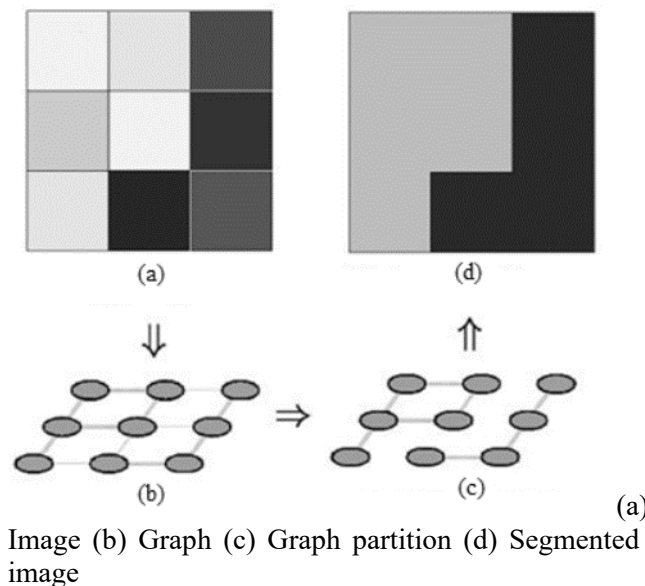 (a)
(d)
(b)
(c)
(a)
Image (b) Graph (c) Graph partition (d) Segmented
image